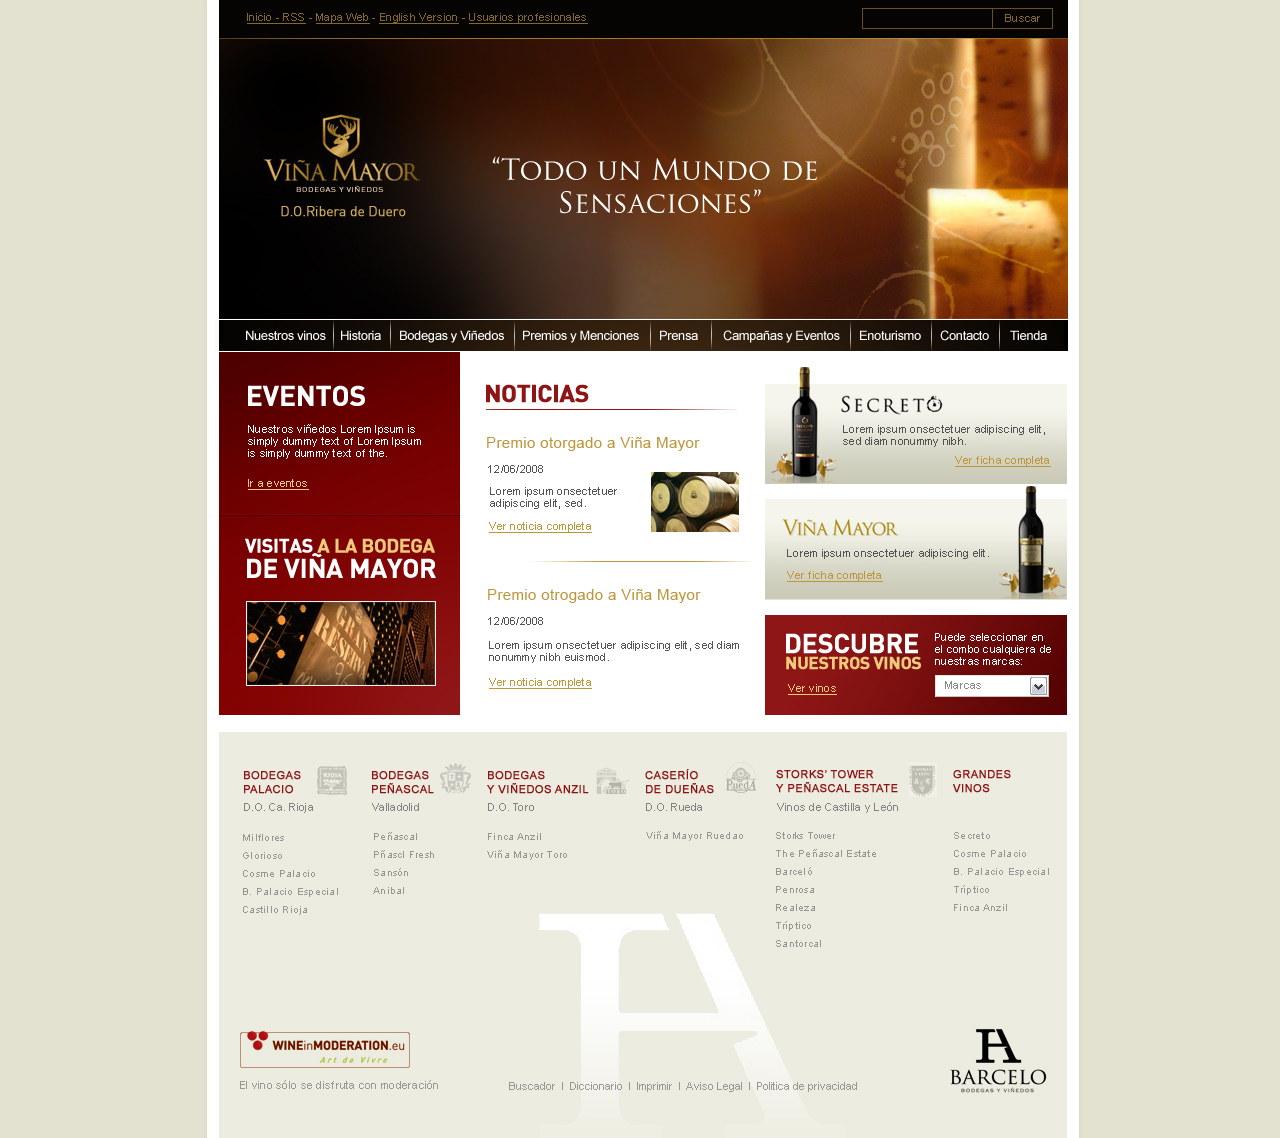 Inicio - RSS - Mapa Web - English Version - Usuarios profesionales
Buscar
VIÑA MAYOR
BODEGAS Y VIÑEDOS
D.O.Ribera de Duero
“TODO UN MUNDO DE
SENSACIONES”
Nuestros vinos
Historia
Bodegas y Viñedos
Premios y Menciones
Prensa
Campañas y Eventos
Enoturismo
Contacto
Tienda
EVENTOS
Nuestros viñedos Lorem Ipsum is
simply dummy text of Lorem Ipsum
is simply dummy text of the.
Ir a eventos
VISITAS A LA BODEGA
DE VIÑA MAYOR
GRAN
RESERVA
NOTICIAS
Premio otorgado a Viña Mayor
12/06/2008
Lorem ipsum onsectetuer
adipiscing elit, sed.
Ver noticia completa
Premio otrogado a Viña Mayor
12/06/2008
Lorem ipsum onsectetuer adipiscing elit, sed diam
nonummy nibh euismod.
Ver noticia completa
SECRETO
Lorem ipsum onsectetuer adipiscing elit,
sed diam nonummy nibh.
Ver ficha completa
VIÑA MAYOR
Lorem ipsum onsectetuer adipiscing elit.
Ver ficha completa
DESCUBRE
NUESTROS VINOS
Ver vinos
Puede seleccionar en
el combo cualquiera de
nuestras marcas:
Marcas
BODEGAS
PALACIO
RIOJA
D.O. Ca. Rioja
Milflores
Glorioso
Cosme Palacio
B. Palacio Especial
Castillo Rioja
BODEGAS
PEÑASCAL
Valladolid
Peñascal
Pñascl Fresh
Sansón
Anibal
BODEGAS
Y VIÑEDOS ANZIL
TORO
D.O. Toro
Finca Anzil
Viña Mayor Toro
CASERÍO
DE DUEÑAS
RuedA
D.O. Rueda
Viña Mayor Ruedao
STORKS' TOWER
Y PEÑASCAL ESTATE
Vinos de Castilla y León
Storks Tower
The Peñascal Estate
Barceló
Penrosa
Realeza
Tríptico
Santorcal
GRANDES
VINOS
Secreto
Cosme Palacio
B. Palacio Especial
Tríptico
Finca Anzil
WINEinMODERATION.eu
Art de Vivre
El vino sólo se disfruta con moderación
Buscador | Diccionario | Imprimir | Aviso Legal | Politica de privacidad
BARCELO
BODEGAS Y VIÑEDOS